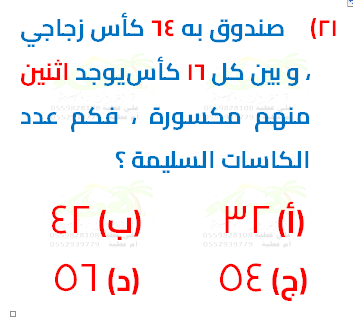 ٢١) صندوق به ٦٤ كأس زجاجي
، و بين كل ١٦ كأس يوجد اثنين
منهم مكسورة ، فكم عدد
الكاسات السليمة ؟
(أ) ٣٢ (ب) ٤٢
(ج) ٥٤ (د) ٥٦